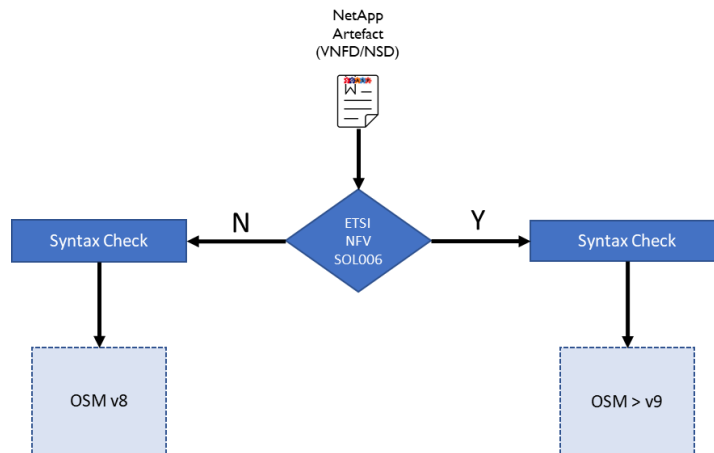 NetApp
Artefact
(VNFD/NSD)
N
ETSI
NFV
SOL006
Y
Syntax Check
Syntax Check
OSM v8
OSM > v9